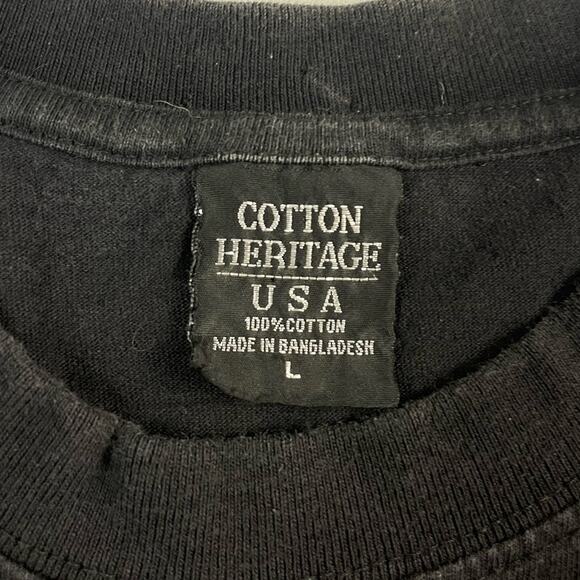 COTTON
HERITAGE
USA
100% COTTON
MADE IN BANGLADESH
L